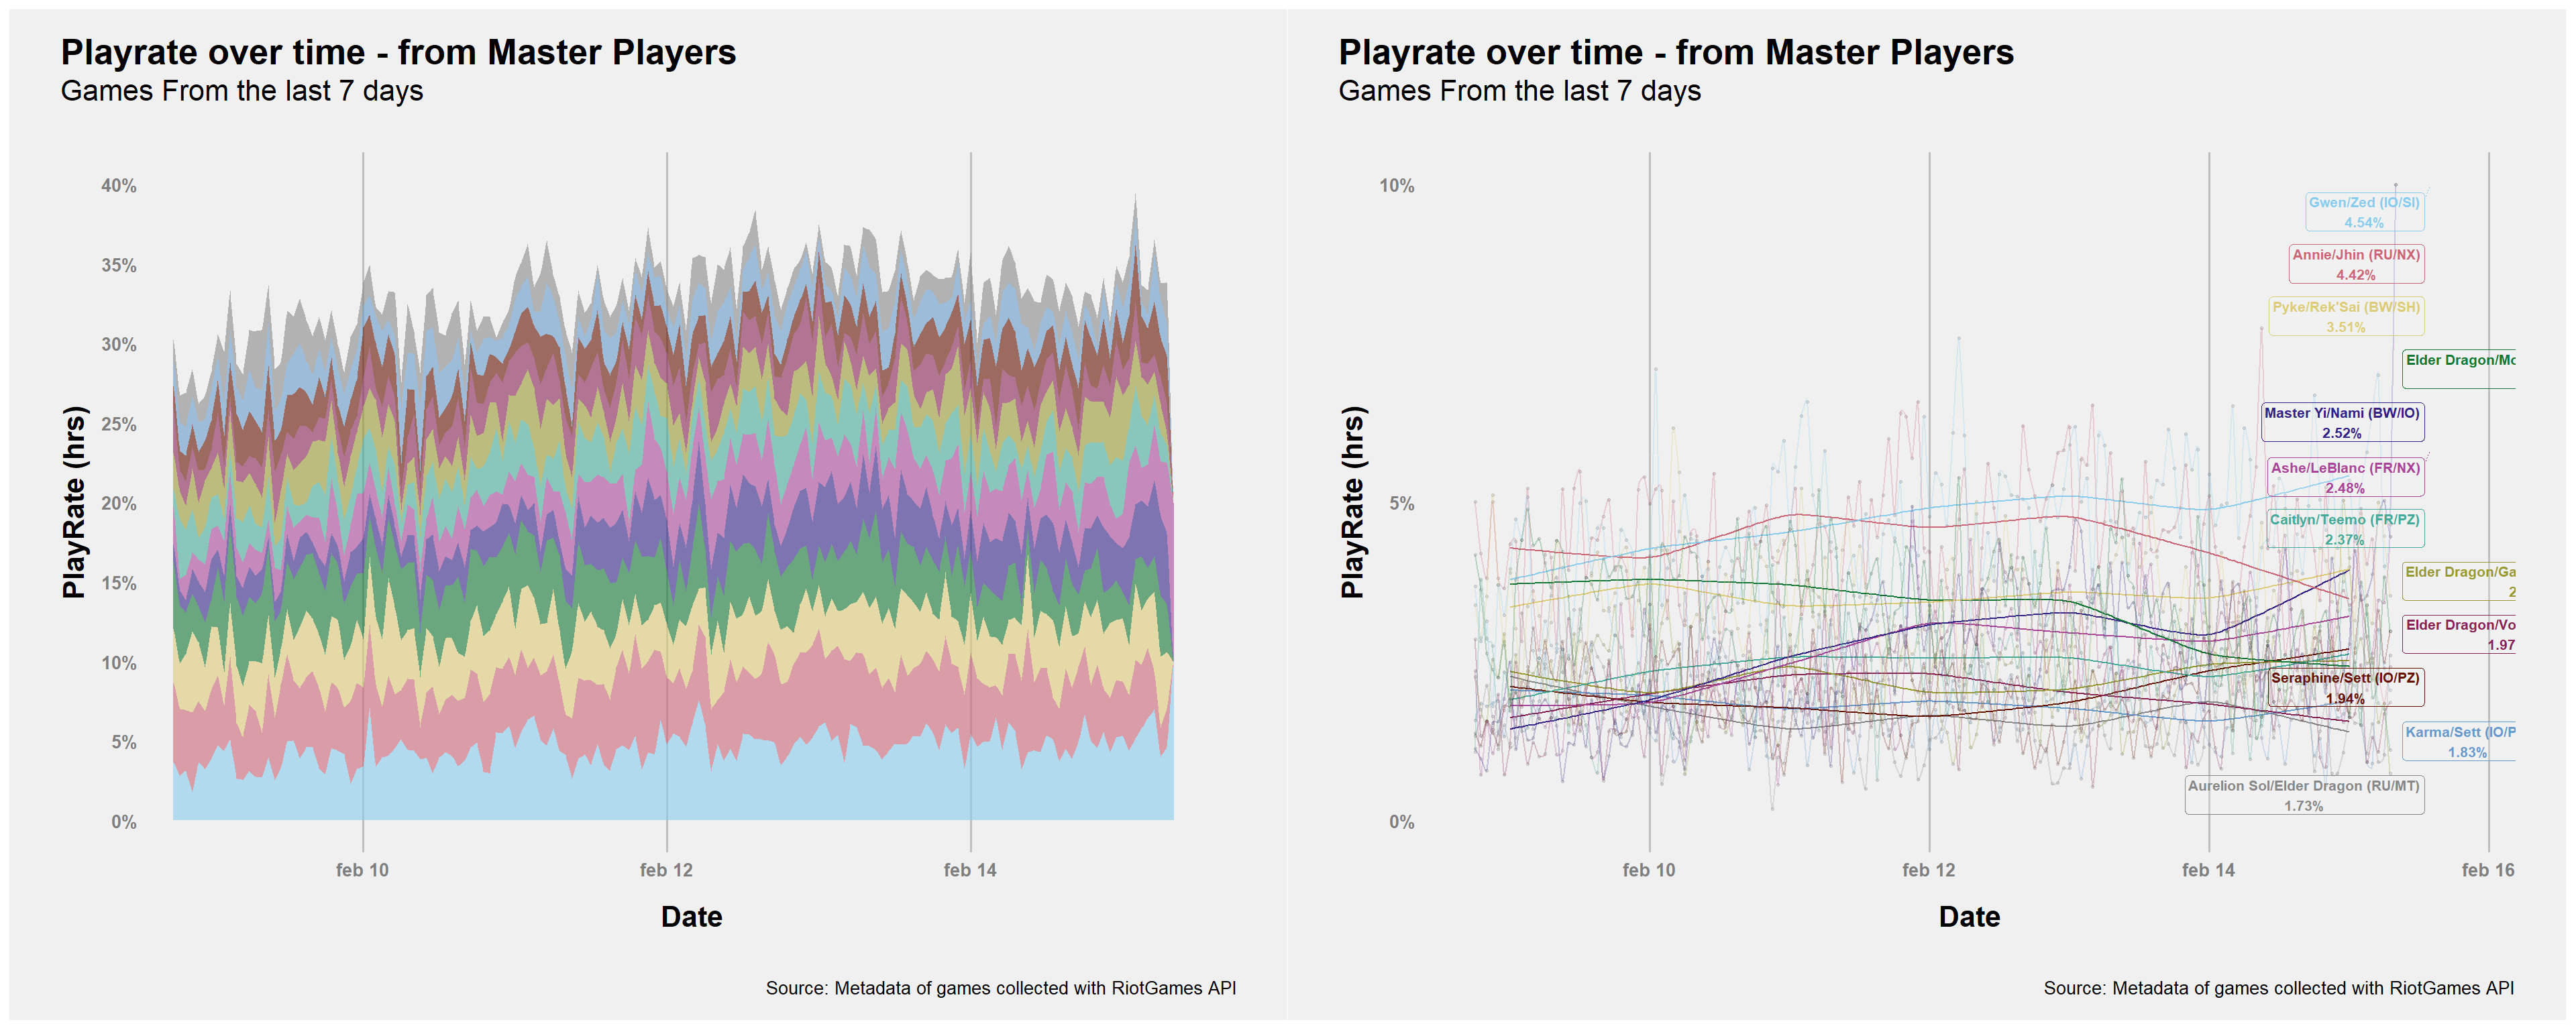 Playrate over time - from Master Players
Games From the last 7 days
40%
35%
30%
25%
20%
15%
10%
5%
0%
PlayRate (hrs)
feb 10
feb 12
feb 14
Date
Source: Metadata of games collected with RiotGames API
Playrate over time - from Master Players
Games From the last 7 days
10%
5%
0%
PlayRate (hrs)
Gwen/Zed (IO/SI)
4.54%
Annie/Jhin (RU/NX)
4.42%
Pyke/Rek'Sai (BW/SH)
3.51%
Elder Dragon/Mo
Master Yi/Nami (BW/IO)
2.52%
Ashe/LeBlanc (FR/NX)
2.48%
Caitlyn/Teemo (FR/PZ)
2.37%
Elder Dragon/Ga
2
Elder Dragon/Vo
1.97
Seraphine/Sett (IO/PZ)
1.94%
Karma/Sett (IO/P
1.83%
Aurelion Sol/Elder Dragon (RU/MT)
1.73%
feb 10
feb 12
feb 14
feb 16
Date
Source: Metadata of games collected with RiotGames API